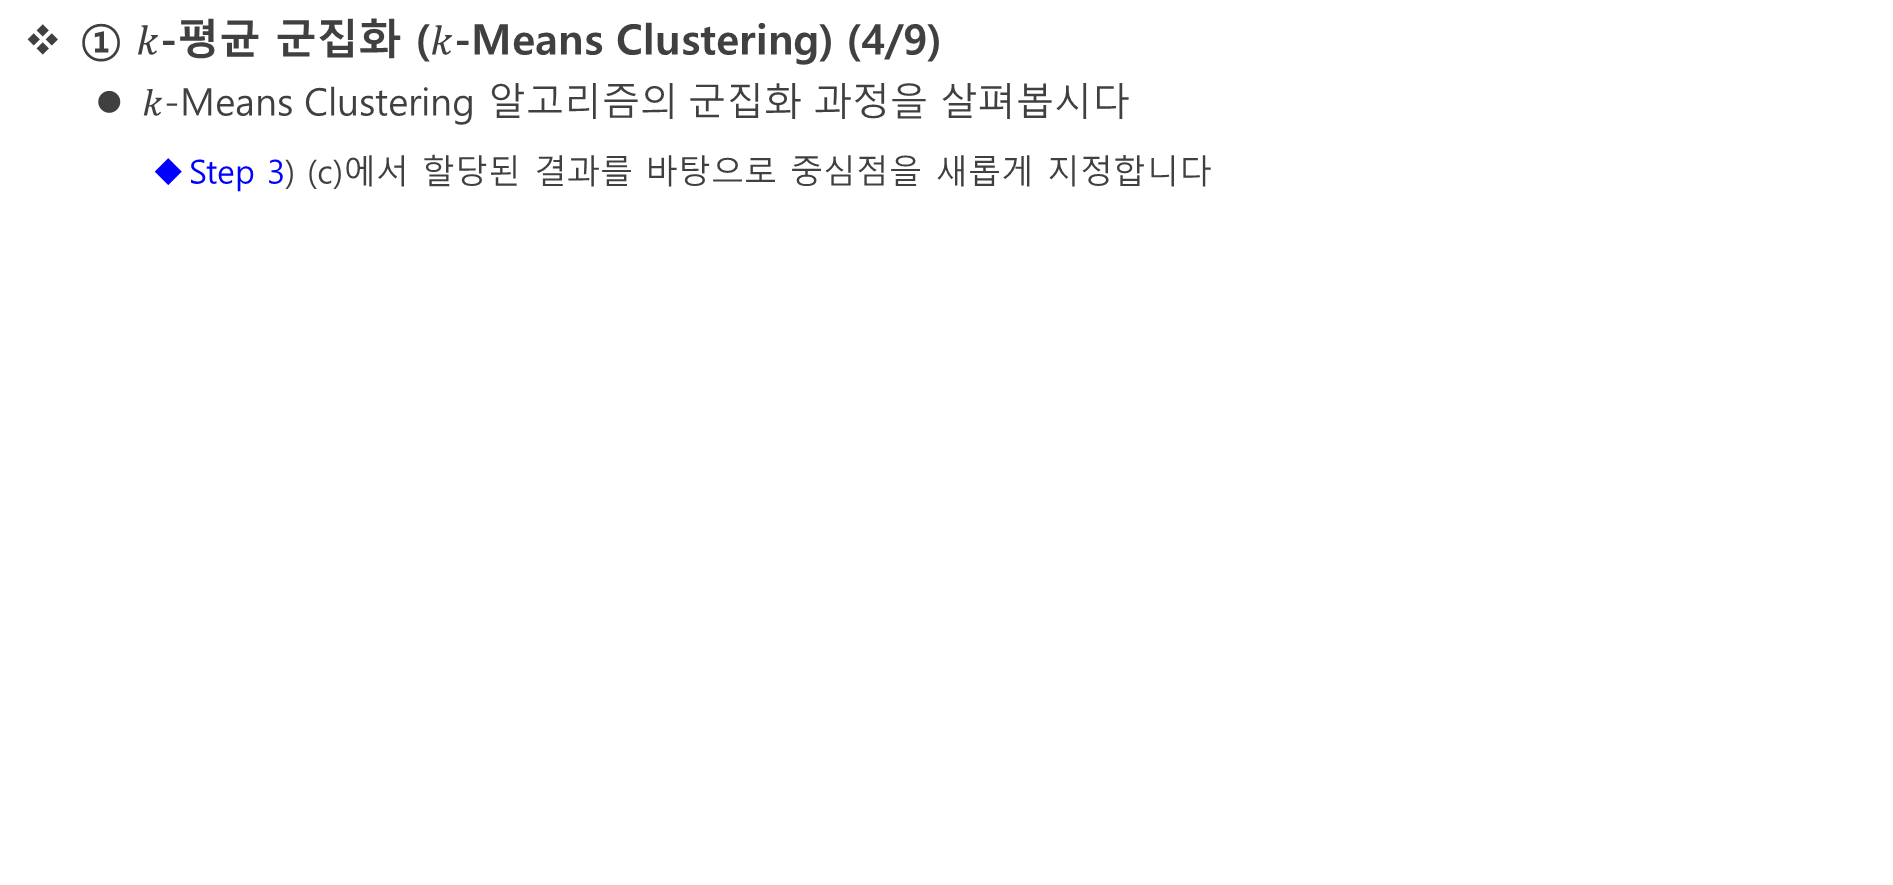 ❖ ① k-평균 군집화 (k-Means Clustering) (4/9)
● k-Means Clustering 알고리즘의 군집화 과정을 살펴봅시다
◆ Step 3) (c)에서 할당된 결과를 바탕으로 중심점을 새롭게 지정합니다